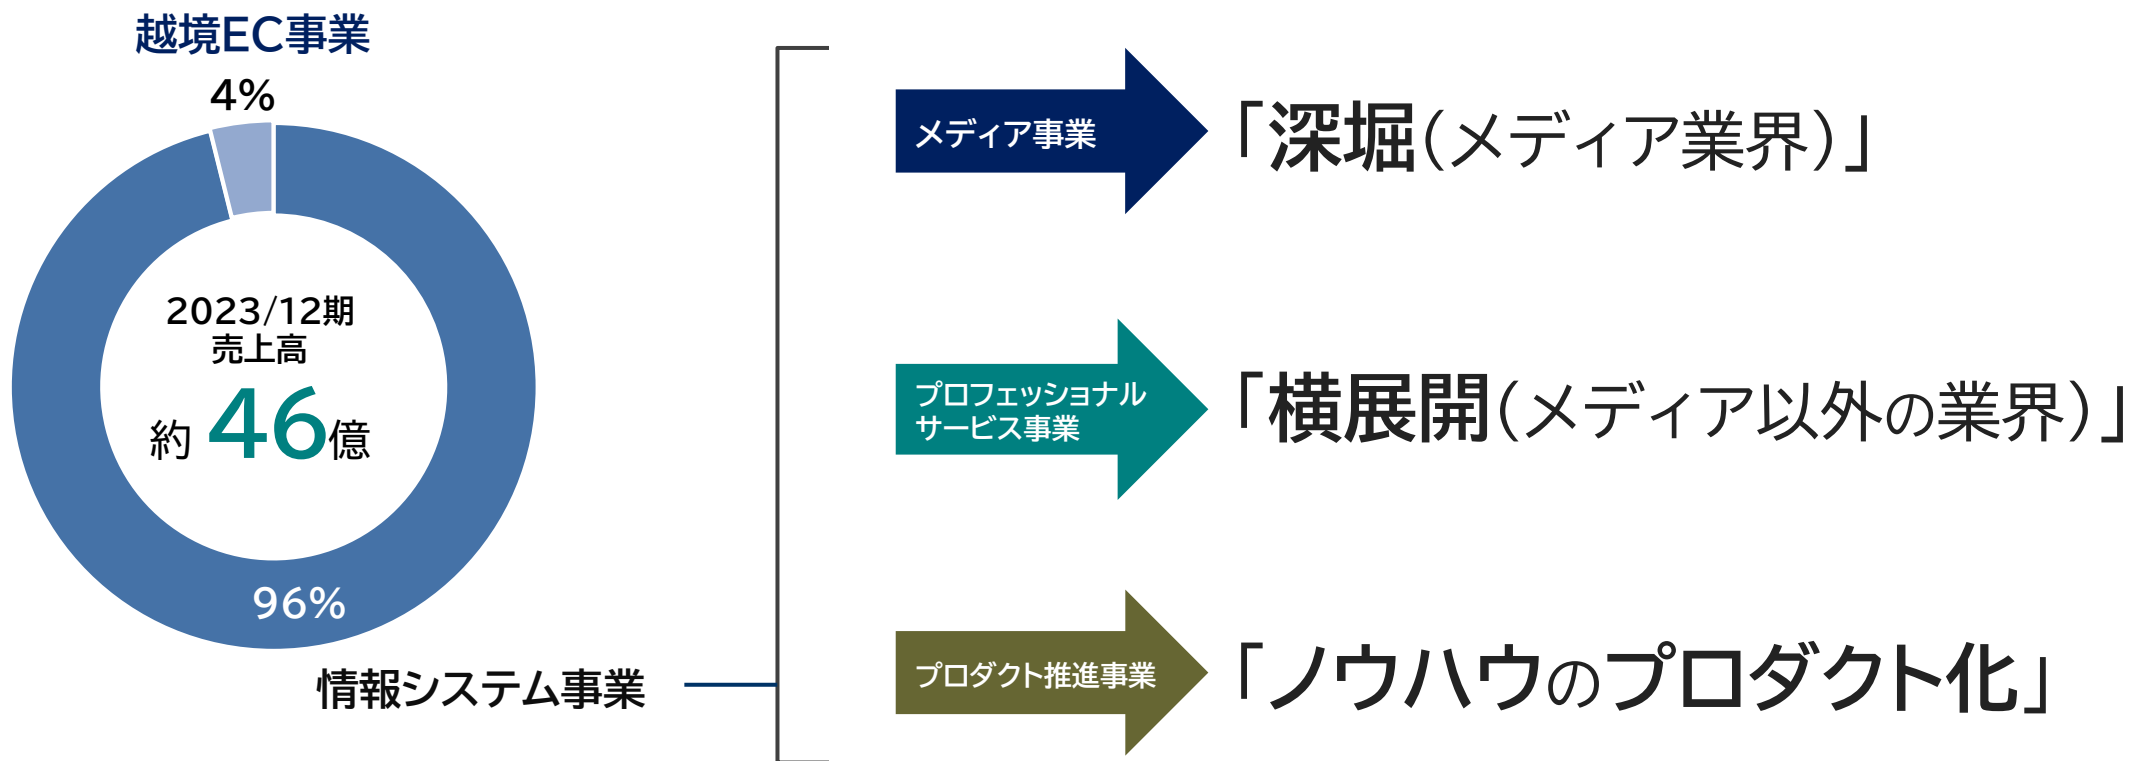 越境EC事業
4%
2023/12期
売上高
約 46億
96%
情報システム事業
メディア事業
「深堀(メディア業界)」
プロフェッショナル
サービス事業
「横展開(メディア以外の業界)」
プロダクト推進事業
「ノウハウのプロダクト化」